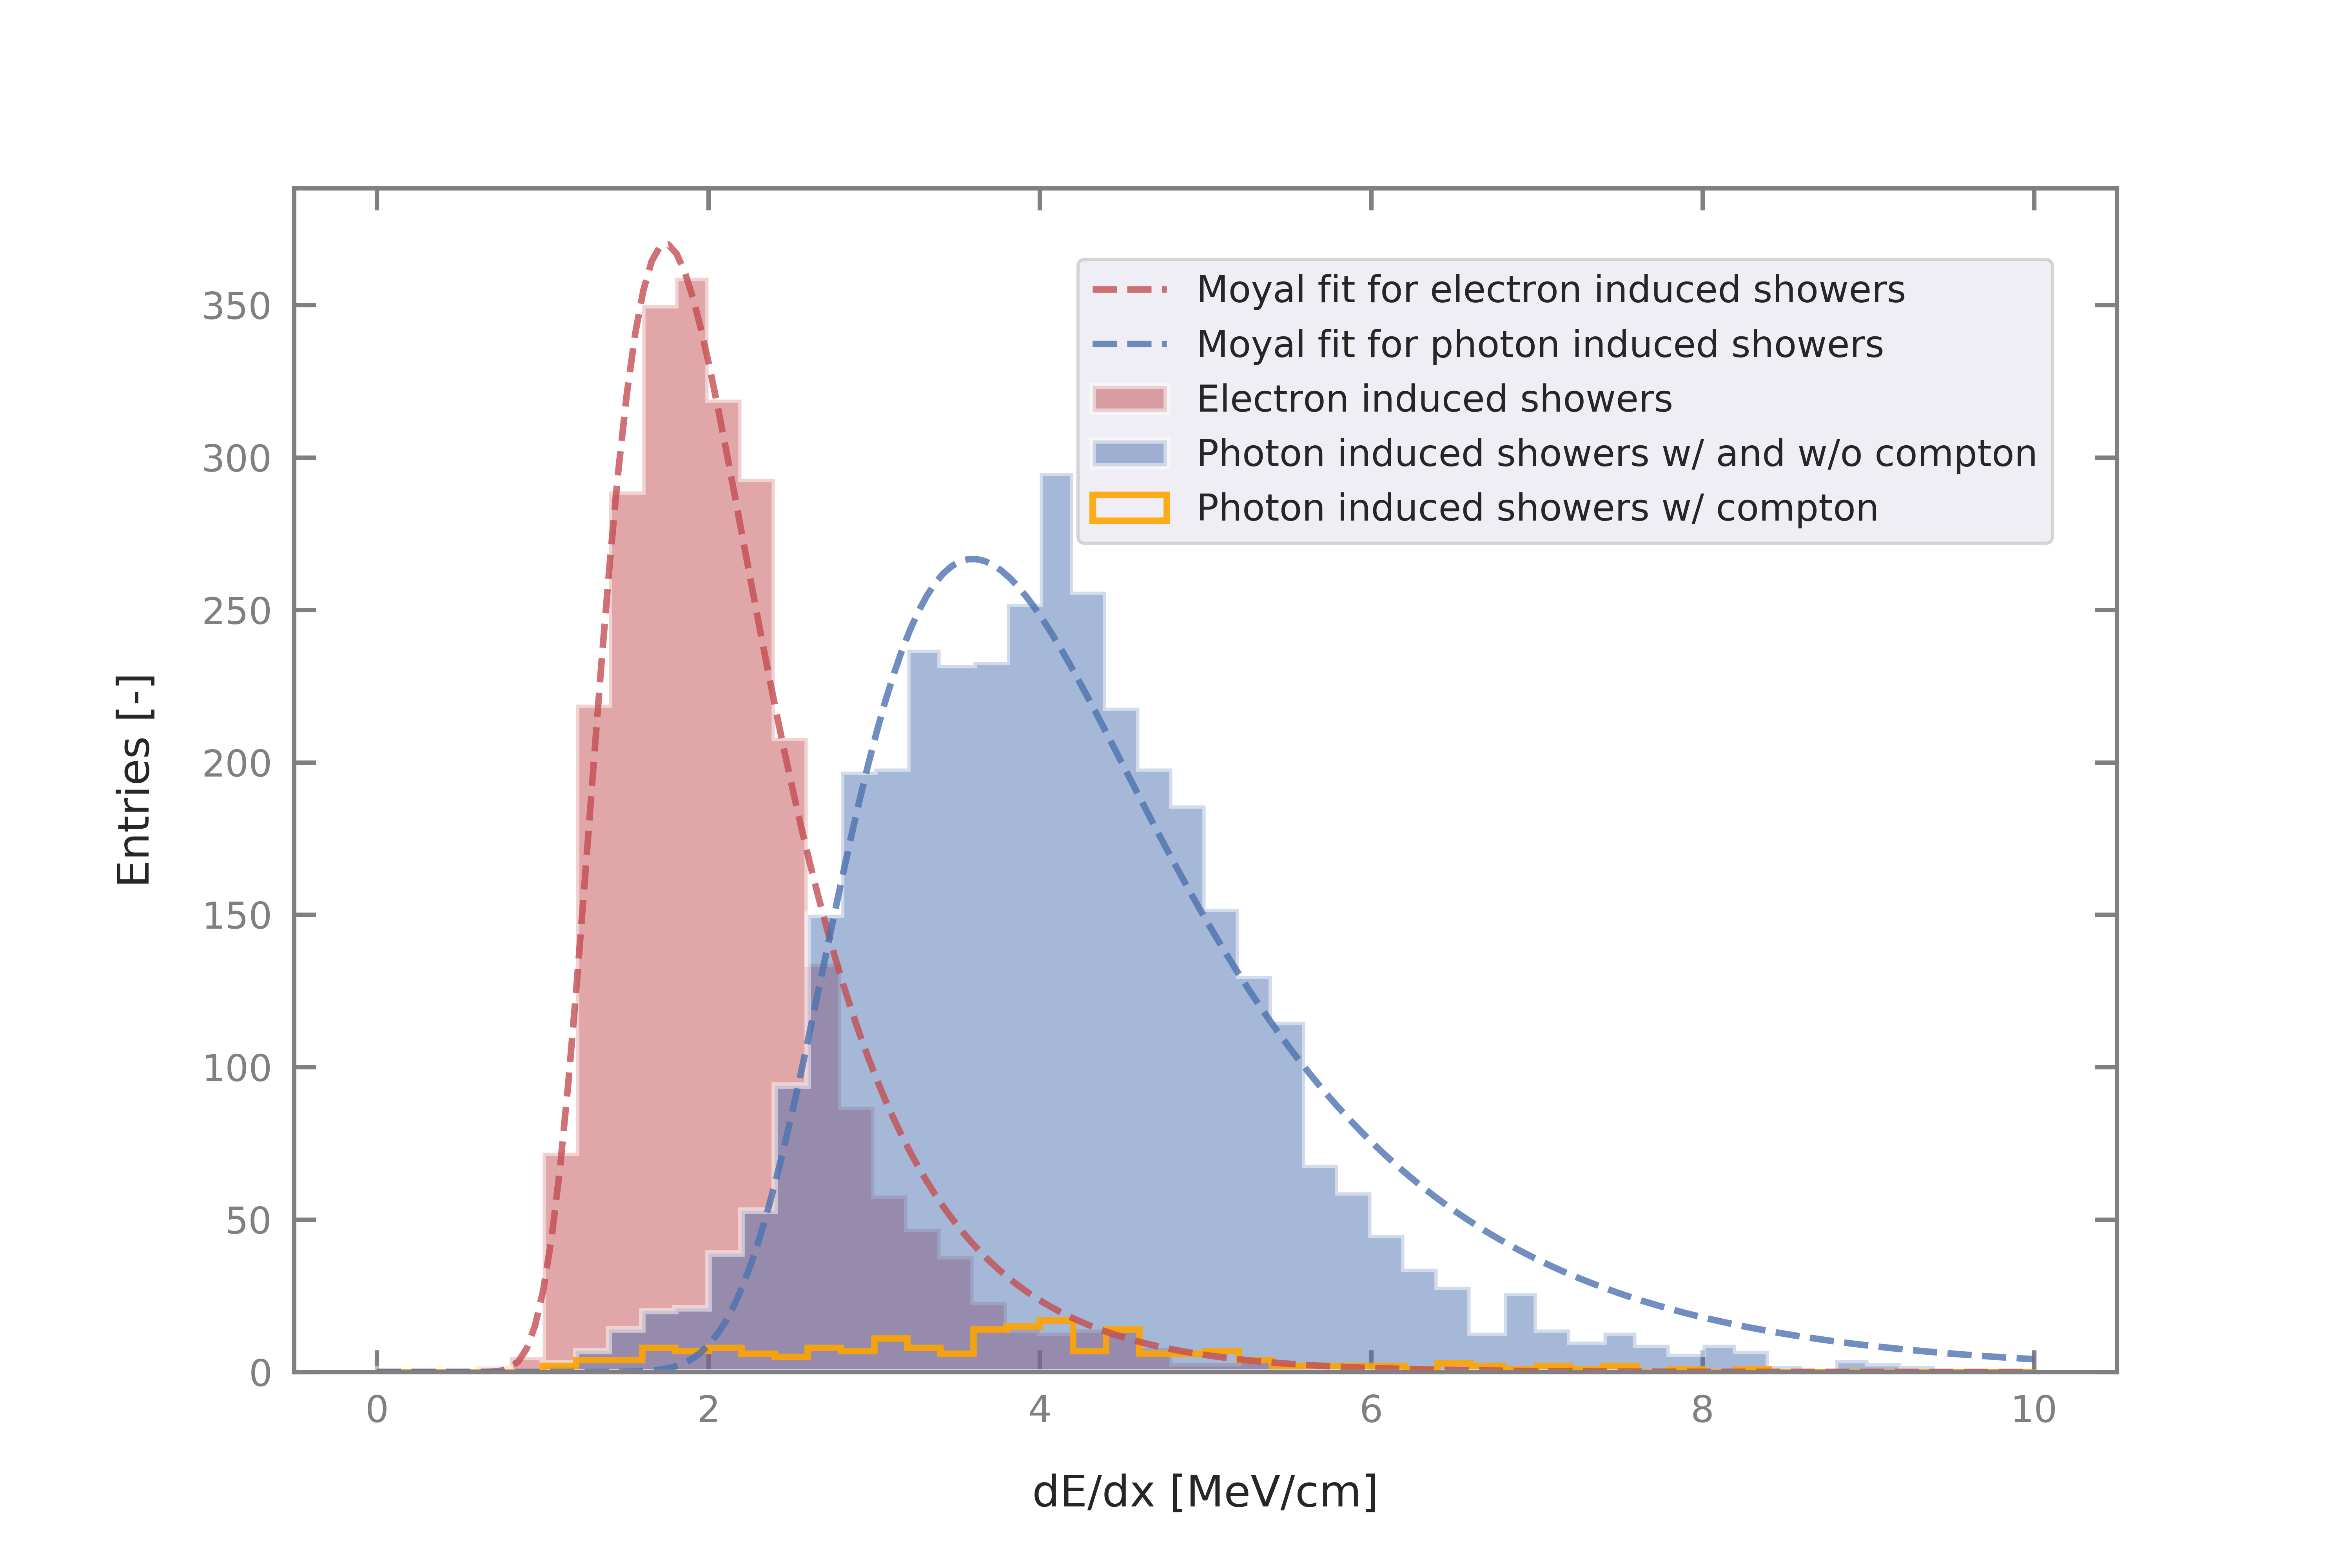 Moyal fit for electron induced showers
Moyal fit for photon induced showers
Electron induced showers
Photon induced showers w/ and w/o compton
Photon induced showers w/ compton
Entries [-]
350
300
250
200
150
100
50
0
0 2 4 6 8 10
dE/dx [MeV/cm]